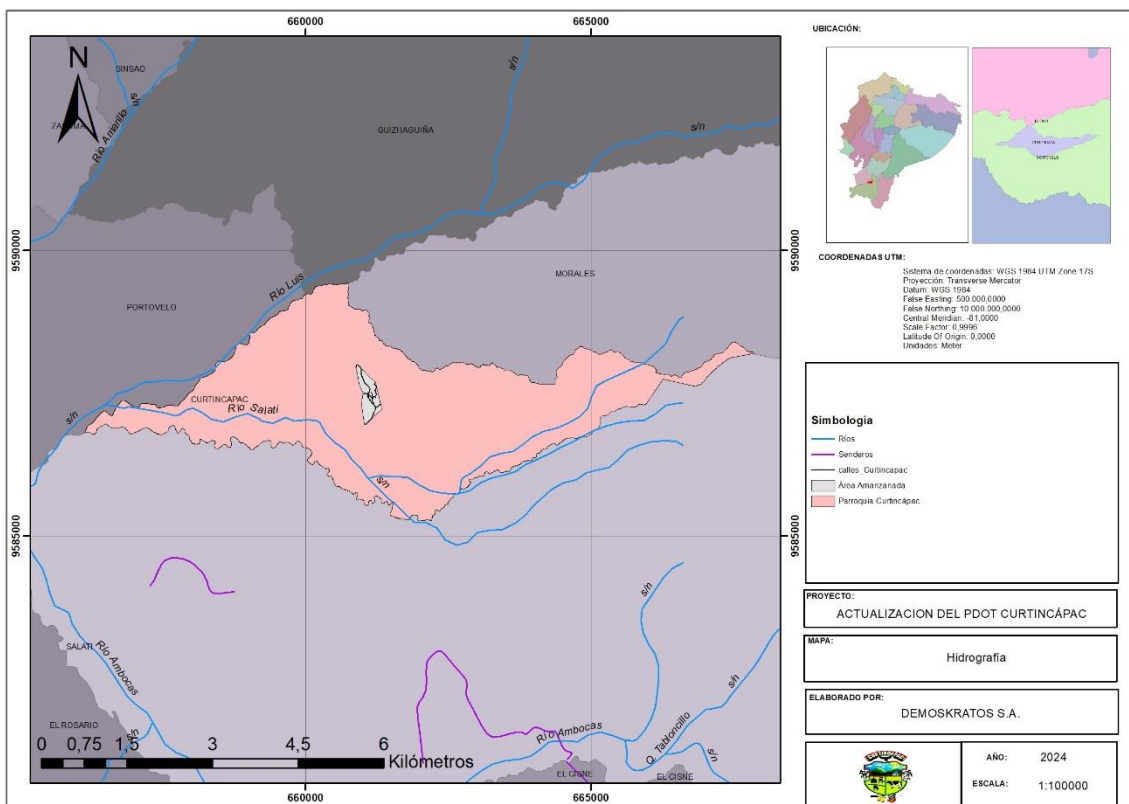 660000
665000
UBICACIÓN:
N
SINSAO
s/n
Río Amarillo
GUIZHAGUIÑA
s/n
s/n
PORTOVELO
9590000
9590000
MORALES
Río Luis
PORTOVELO
COORDENADAS UTM:
Sistema de coordenadas: WGS 1984 UTM Zone 17S
Proyección: Transverse Mercator
Datum: WGS 1984
False Easting: 500.000,0000
False Northing: 10.000.000,0000
Central Meridian: -81,0000
Scale Factor: 0,9996
Latitude Of Origin: 0,0000
Unidades: Meter
CURTINCAPAC
Río Salati
s/n
s/n
Simbología
Ríos
Senderos
calles_Curtincapac
Área Amanzanada
Parroquia Curtincápac
9585000
9585000
s/n
PROYECTO:
ACTUALIZACION DEL PDOT CURTINCÁPAC
MAPA:
Hidrografía
SALATI
Río Ambocas
s/n
ELABORADO POR:
DEMOSKRATOS S.A.
EL ROSARIO
s/n
Río Ambocas
Q. Tabloncillo
s/n
0 0,75 1,5 3 4,5 6
Kilómetros
EL CISNE
EL CISNE
AÑO: 2024
ESCALA: 1:100000
660000
665000